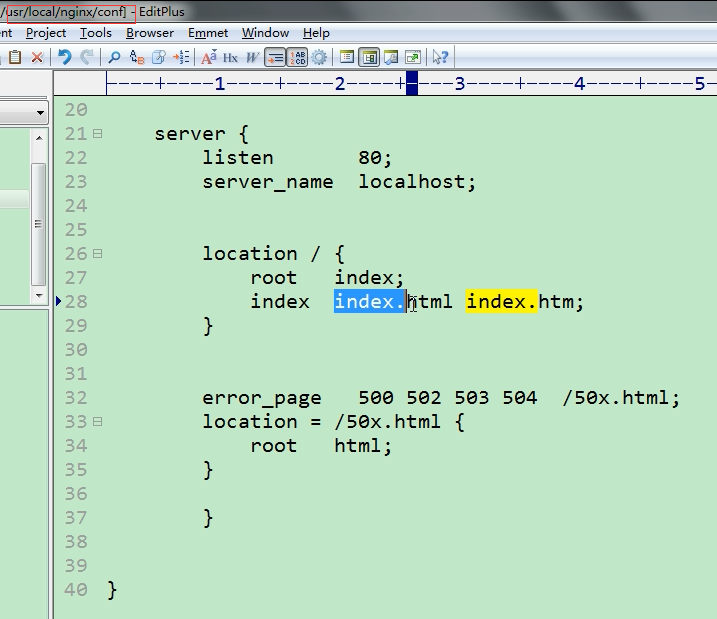 /usr/local/nginx/conf] - EditPlus
nt Project Tools Browser Emmet Window Help
----+----1----+----2----+----3----+----4----+----5
20
21 server {
22 listen 80;
23 server_name localhost;
24
25
26 location / {
27 root index;
28 index index.html index.htm;
29 }
30
31
32 error_page 500 502 503 504 /50x.html;
33 location = /50x.html {
34 root html;
35 }
36
37 }
38
39
40 }